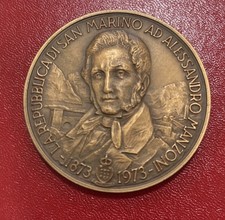 LA REPUBBLICA DI SAN MARINO AD ALESSANDRO MANZONI
1873 1973